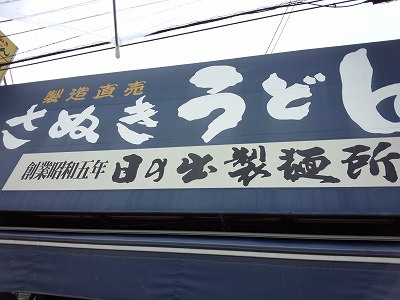 製造直売
さぬきうどん
創業昭和五年 日の出製麺所